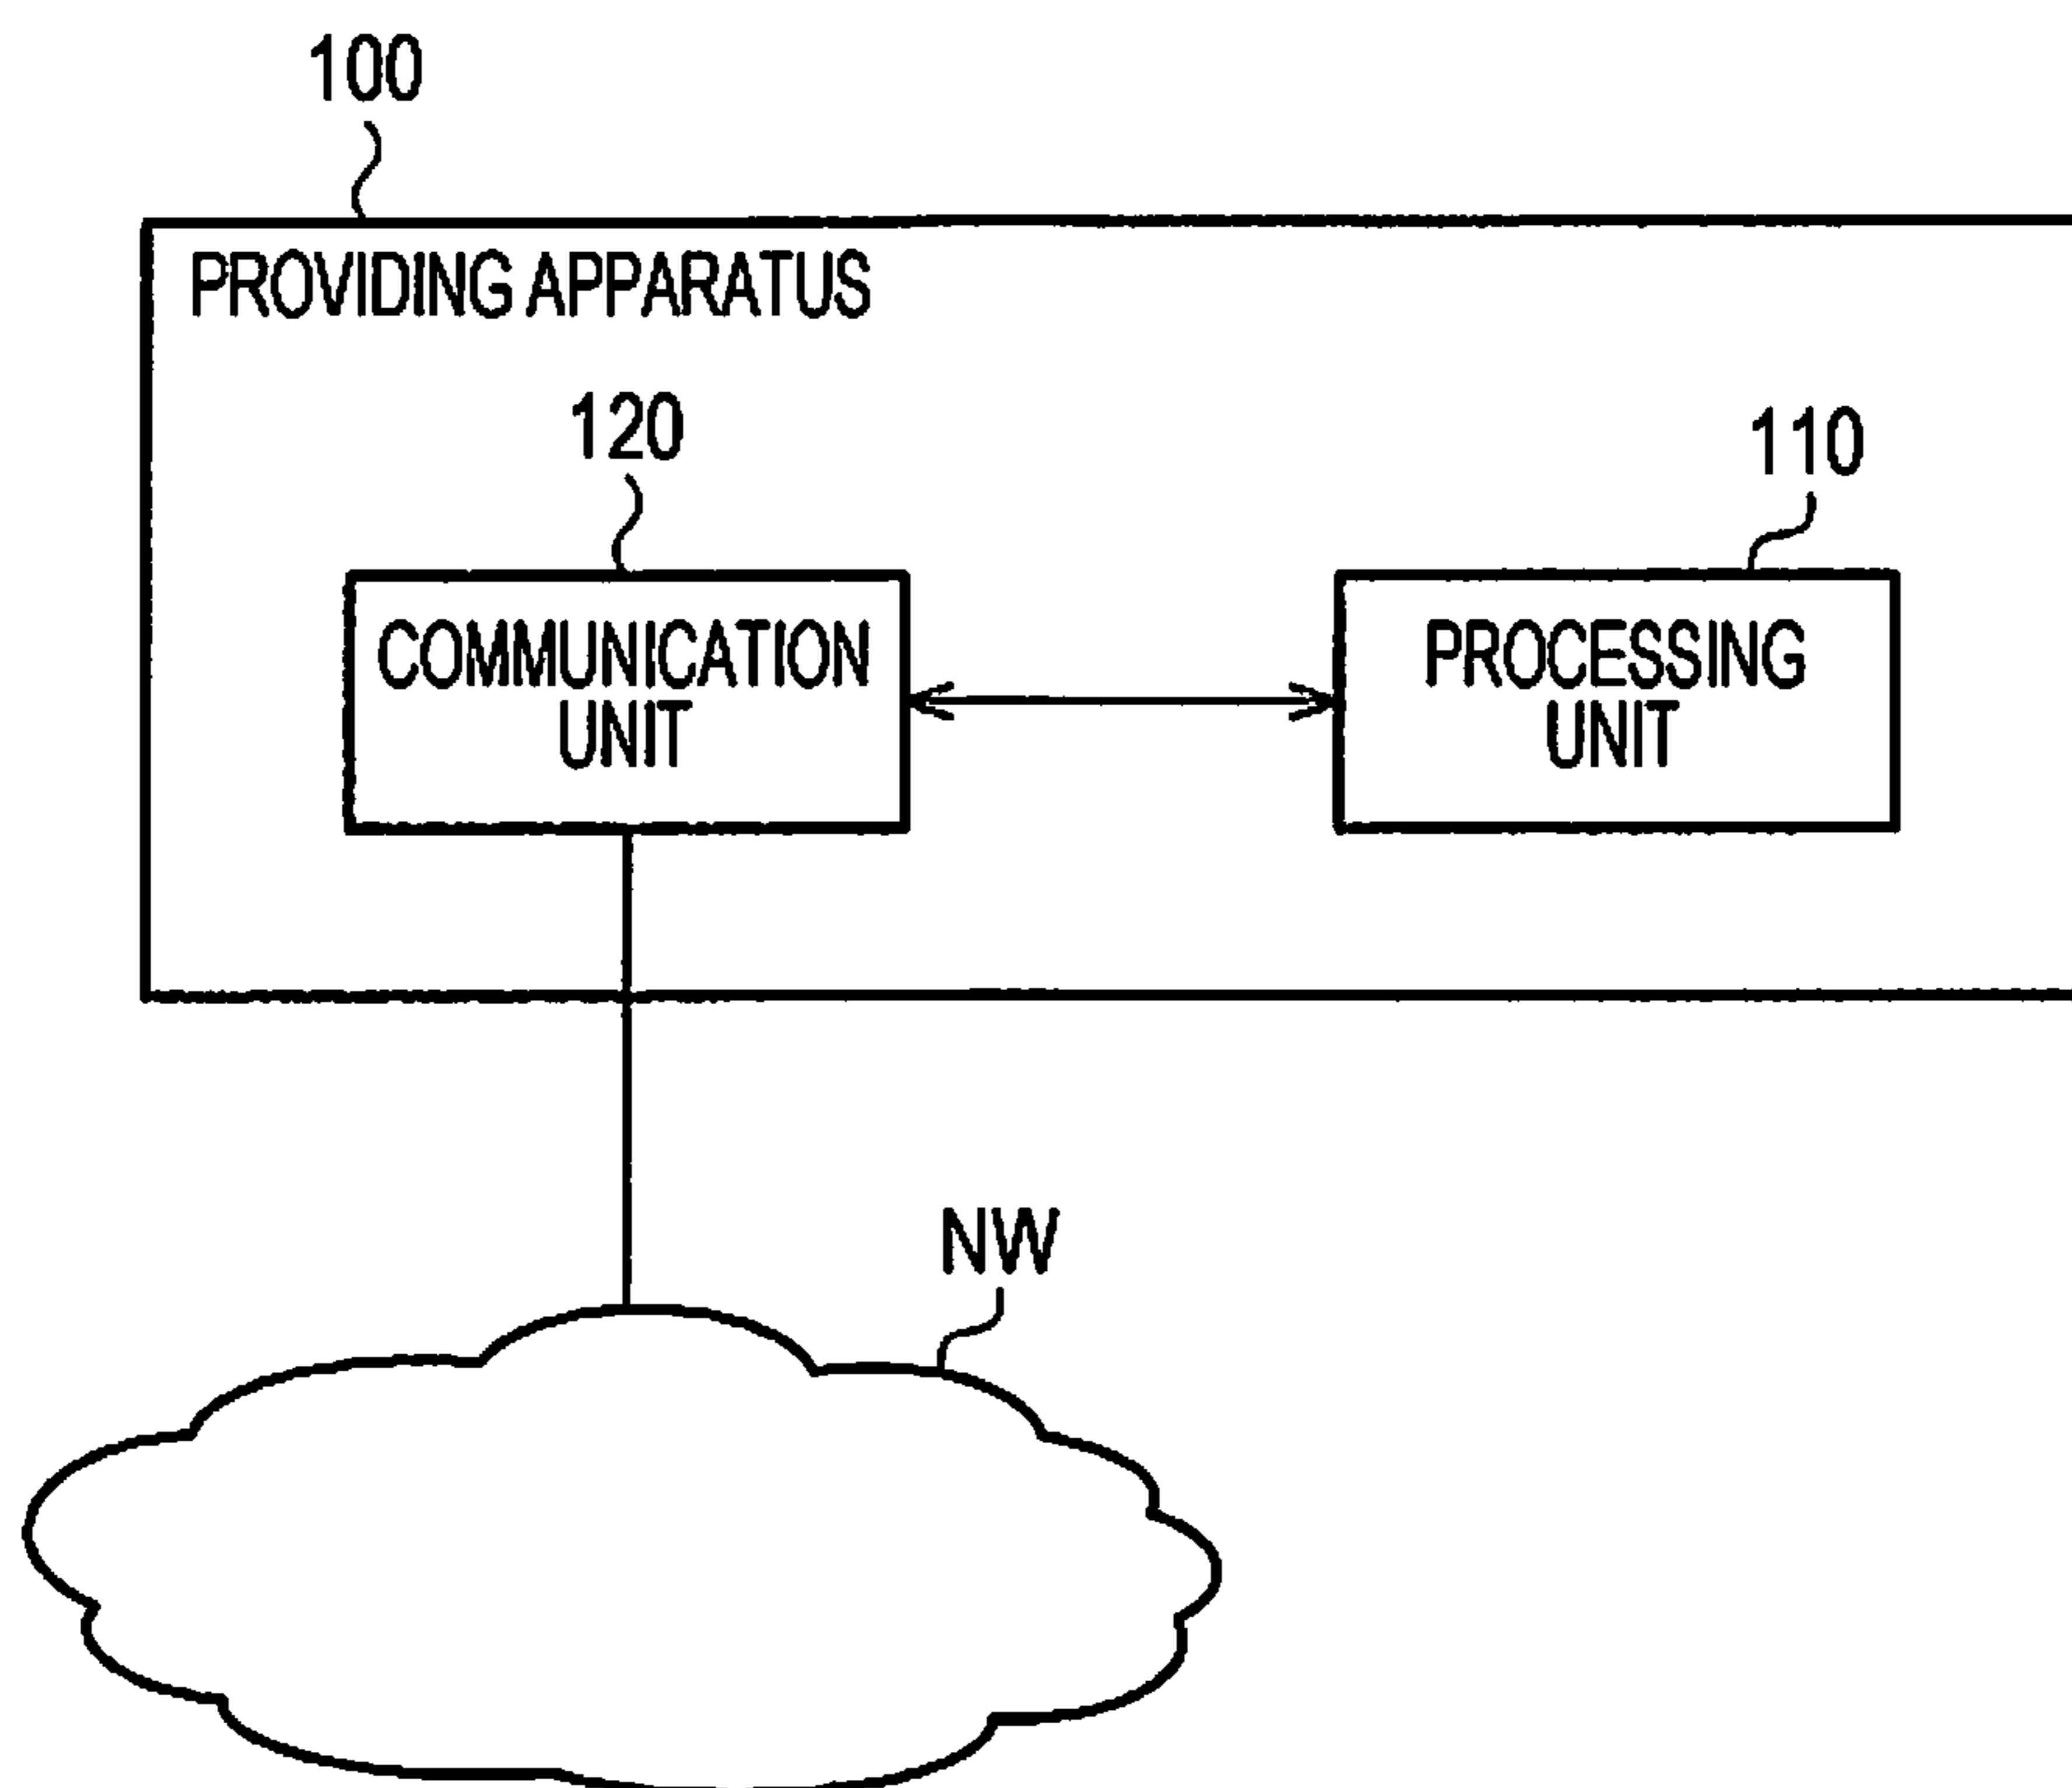 100
PROVIDING APPARATUS
120
110
COMMUNICATION
UNIT
PROCESSING
UNIT
NW